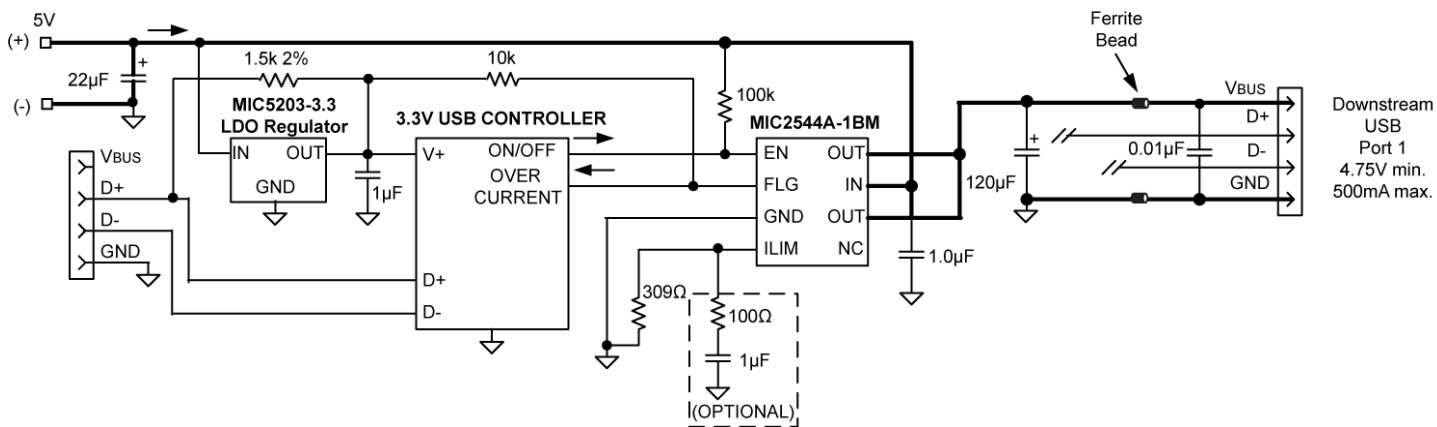 5V
(+)
(-)
22µF
+
1.5k 2%
10k
100k
MIC5203-3.3
LDO Regulator
IN
OUT
GND
1µF
3.3V USB CONTROLLER
V+
ON/OFF
OVER
CURRENT
D+
D-
VBUS
D+
D-
GND
MIC2544A-1BM
EN
OUT
FLG
IN
GND
OUT
ILIM
NC
309Ω
100Ω
1µF
(OPTIONAL)
1.0µF
+
120µF
Ferrite
Bead
0.01µF
VBUS
D+
D-
GND
Downstream
USB
Port 1
4.75V min.
500mA max.